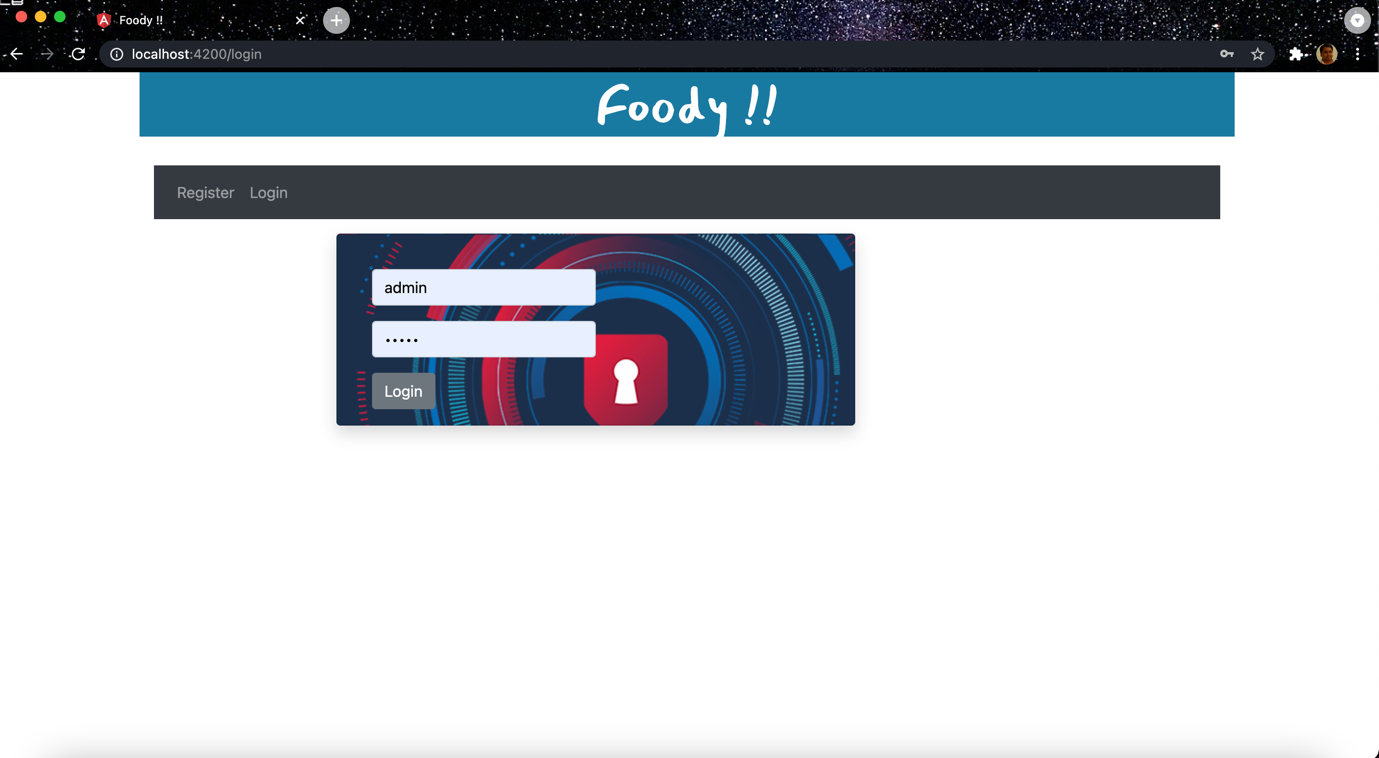 Foody !!
localhost:4200/login
Foody !!
Register Login
admin
•••••
Login